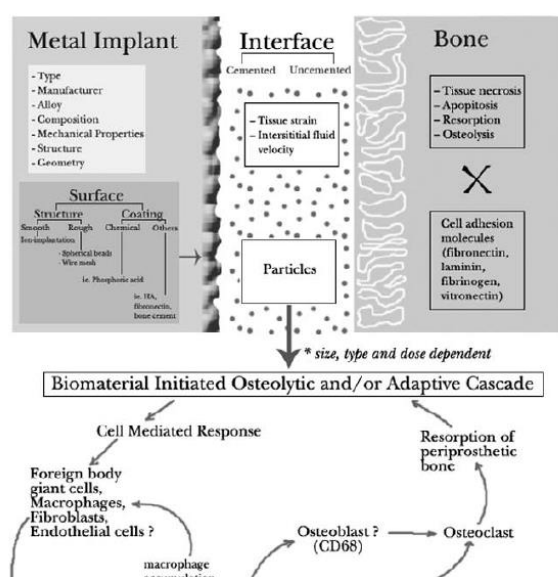 Metal Implant
- Type
- Manufacturer
- Alloy
- Composition
- Mechanical Properties
- Structure
- Geometry
Surface
Structure
Coating
Smooth
Rough
Chemical
Others
Ion-implantation
- Spherical beads
- Wire mesh
ie. Phosphoric acid
ie. HA,
fibronectin,
bone cement
Interface
Cemented
Uncemented
– Tissue strain
– Intersititial fluid
velocity
Particles
Bone
– Tissue necrosis
– Apopitosis
– Resorption
– Osteolysis
X
Cell adhesion
molecules
(fibronectin,
laminin,
fibrinogen,
vitronectin)
* size, type and dose dependent
Biomaterial Initiated Osteolytic and/or Adaptive Cascade
Cell Mediated Response
Foreign body
giant cells,
Macrophages,
Fibroblasts,
Endothelial cells ?
Resorption of
periprosthetic
bone
Osteoblast ?
(CD68)
Osteoclast
macrophage